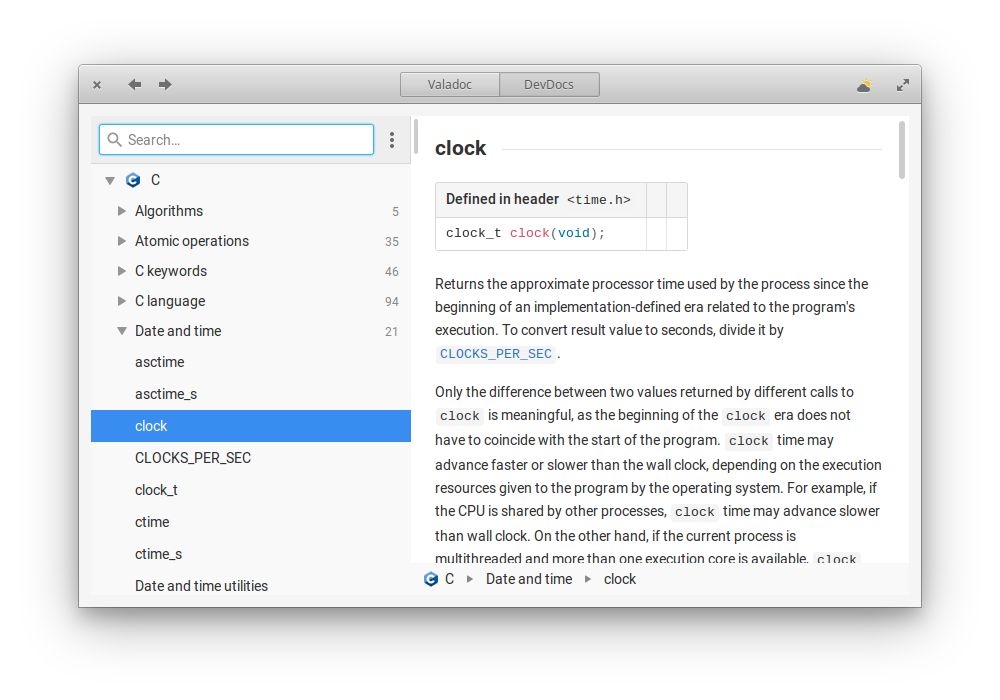 Valadoc
DevDocs
Search...
C
Algorithms 5
Atomic operations 35
C keywords 46
C language 94
Date and time 21
asctime
asctime_s
clock
CLOCKS_PER_SEC
clock_t
ctime
ctime_s
Date and time utilities
clock
Defined in header <time.h>
clock_t clock(void);
Returns the approximate processor time used by the process since the
beginning of an implementation-defined era related to the program's
execution. To convert result value to seconds, divide it by
CLOCKS_PER_SEC.
Only the difference between two values returned by different calls to
clock is meaningful, as the beginning of the clock era does not
have to coincide with the start of the program. clock time may
advance faster or slower than the wall clock, depending on the execution
resources given to the program by the operating system. For example, if
the CPU is shared by other processes, clock time may advance slower
than wall clock. On the other hand, if the current process is
multithreaded and more than one execution core is available, clock
C Date and time clock